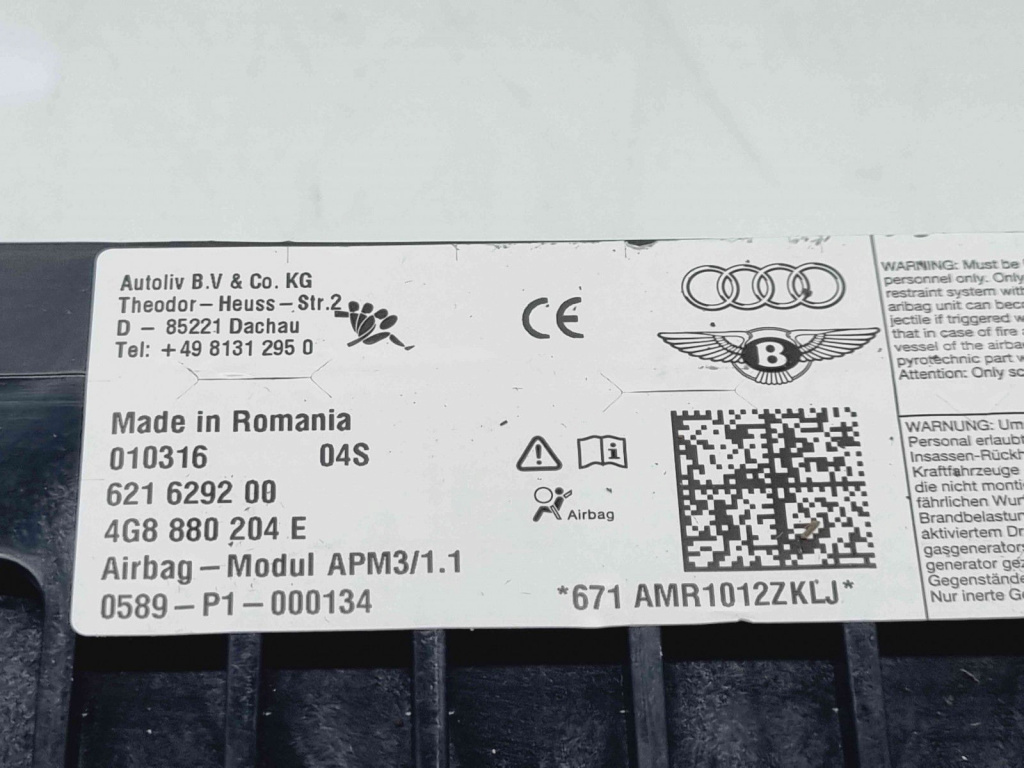 Autoliv B.V & Co. KG
Theodor-Heuss-Str.2
D - 85221 Dachau
Tel: +49 8131 295 0
CE
B
Made in Romania
010316 04S
621 6292 00
4G8 880 204 E
Airbag-Modul APM3/1.1
0589-P1-000134
Airbag
*671 AMR1012ZKLJ*
WARNING: Must be
personnel only. Only
restraint system with
airbag unit can beca
jectile if triggered w
that in case of fire
vessel of the airba
pyrotechnic part w
Attention: Only sc
WARNUNG: Um
Personal erlaubt
Insassen-Rückh
Kraftfahrzeuge
die nicht monti
fährlichen Wur
Brandbelastun
aktiviertem Dr
gasgenerator
generator gez
Gegenstände
Nur inerte Ge